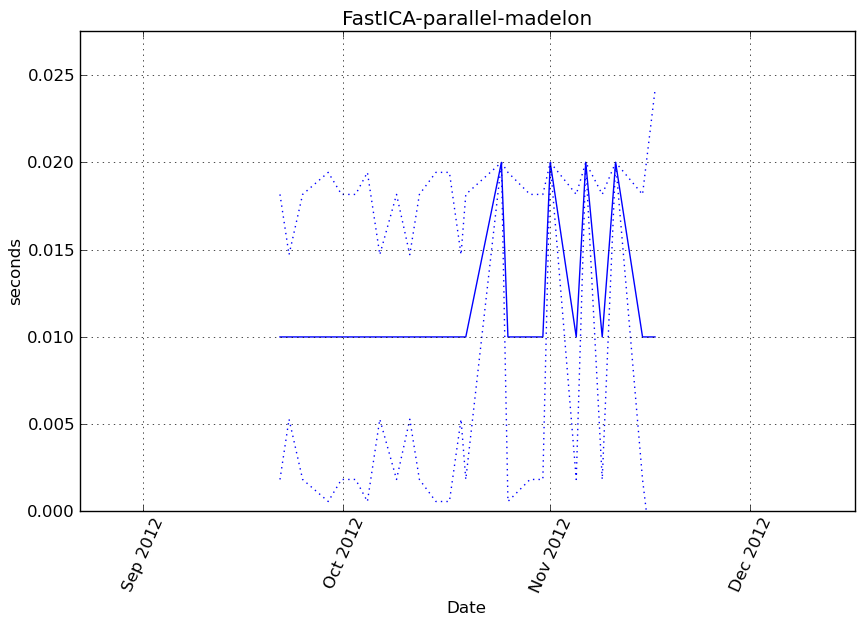 FastICA-parallel-madelon
0.025
0.020
0.015
0.010
0.005
0.000
seconds
Sep 2012
Oct 2012
Nov 2012
Dec 2012
Date